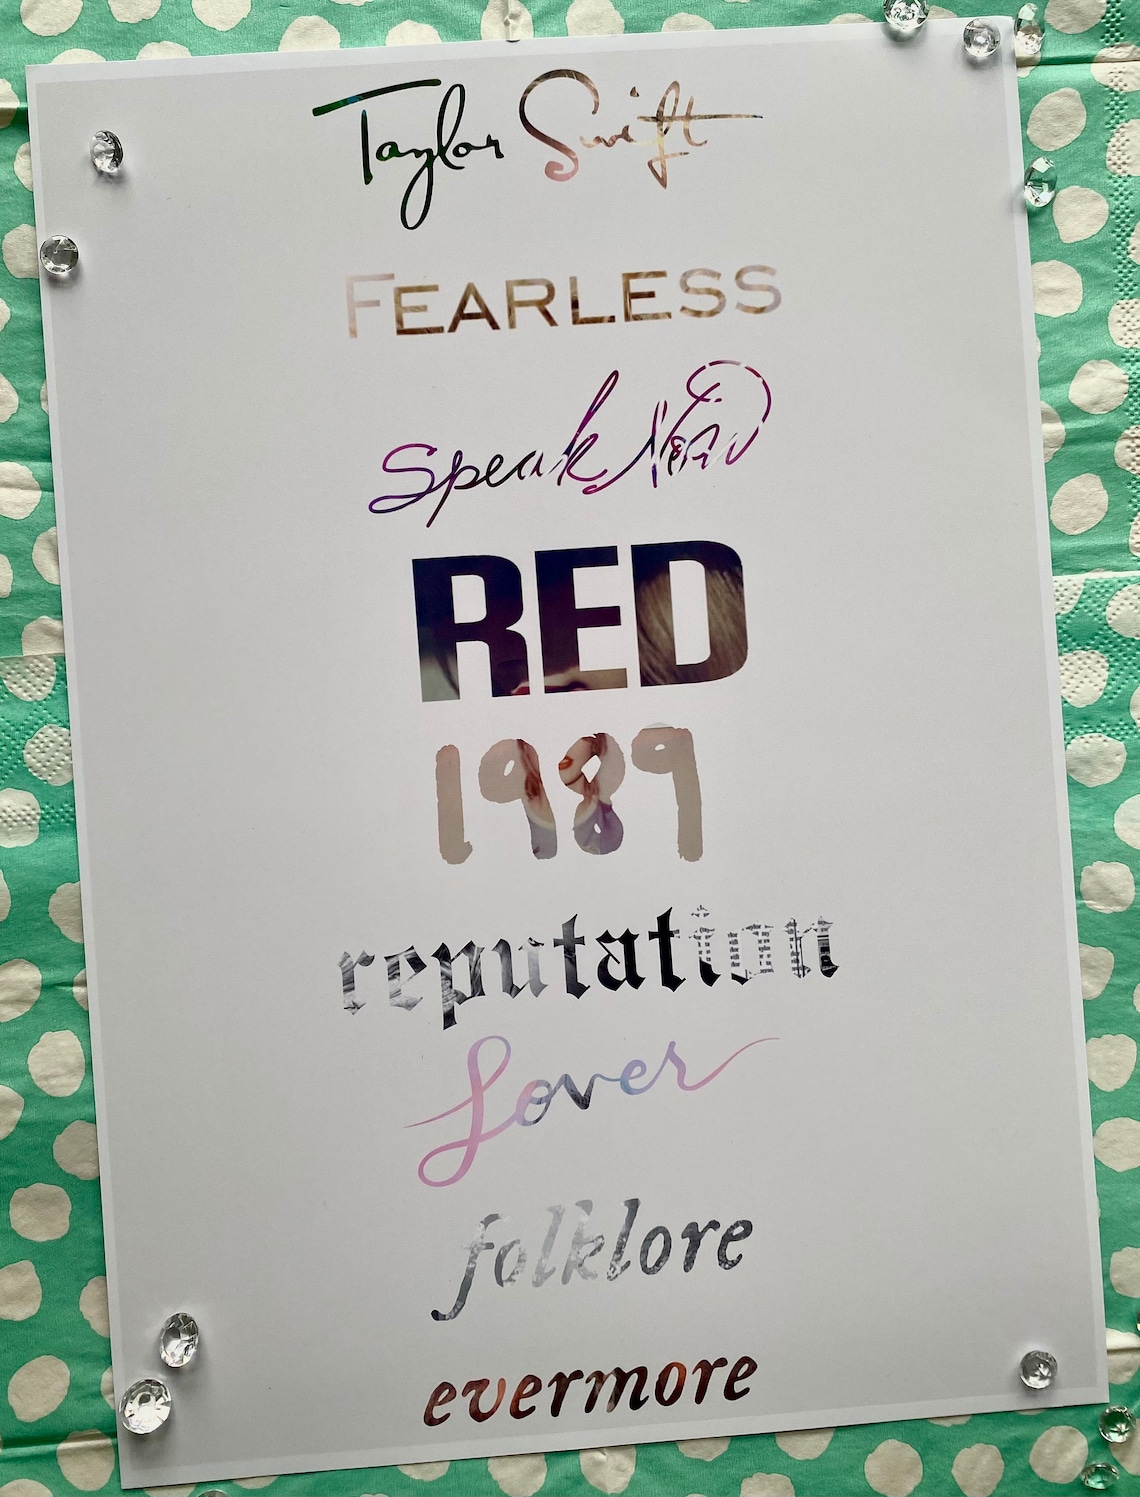 Taylor Swift
FEARLESS
Speak Now
RED
1989
reputation
Lover
folklore
evermore